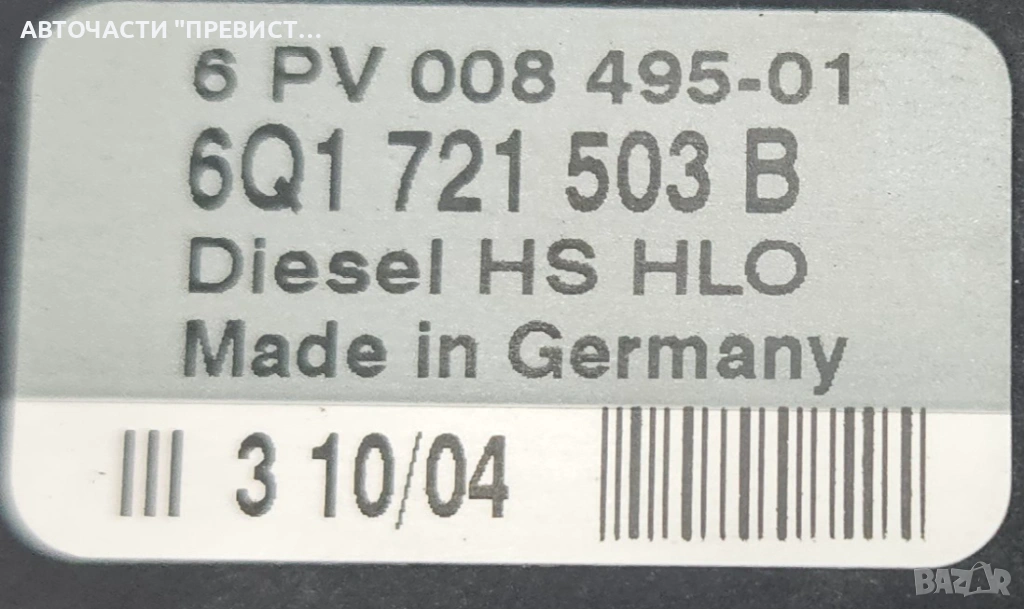 АВТОЧАСТИ "ПРЕВИСТ...
6 PV 008 495-01
6Q1 721 503 B
Diesel HS HLO
Made in Germany
3 10/04
BAZAR